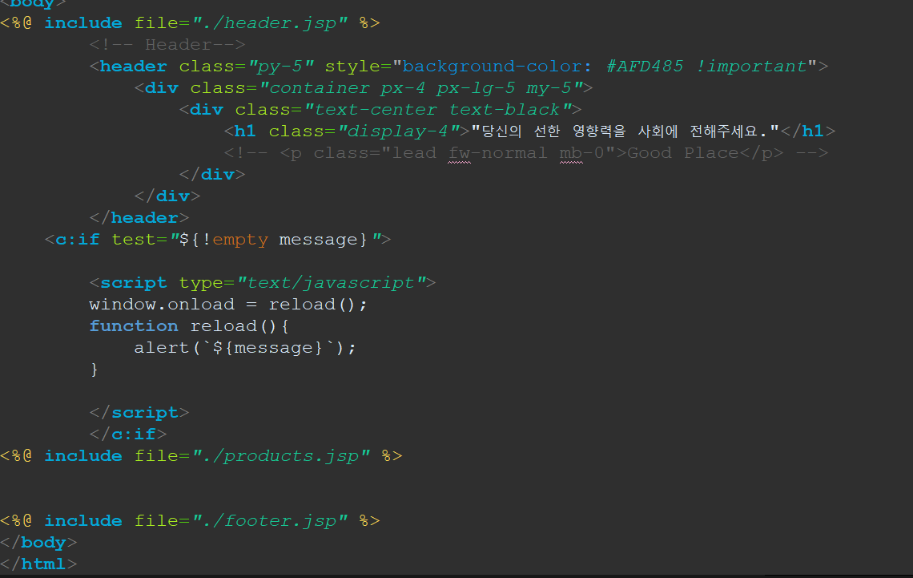 <body>
<%@ include file="./header.jsp" %>
<!-- Header-->
<header class="py-5" style="background-color: #AFD485 !important">
<div class="container px-4 px-lg-5 my-5">
<div class="text-center text-black">
<h1 class="display-4">"당신의 선한 영향력을 사회에 전해주세요."</h1>
<!-- <p class="lead fw-normal mb-0">Good Place</p> -->
</div>
</div>
</header>
<c:if test="${!empty message}">
<script type="text/javascript">
window.onload = reload();
function reload(){
alert(`${message}`);
}
</script>
</c:if>
<%@ include file="./products.jsp" %>
<%@ include file="./footer.jsp" %>
</body>
</html>